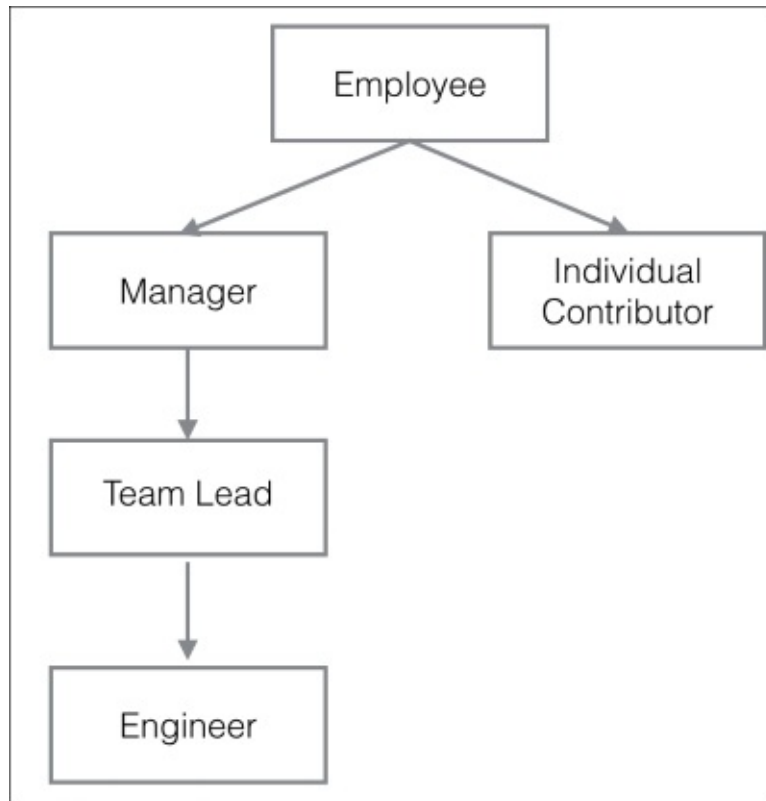 Employee
Manager
Individual
Contributor
Team Lead
Engineer